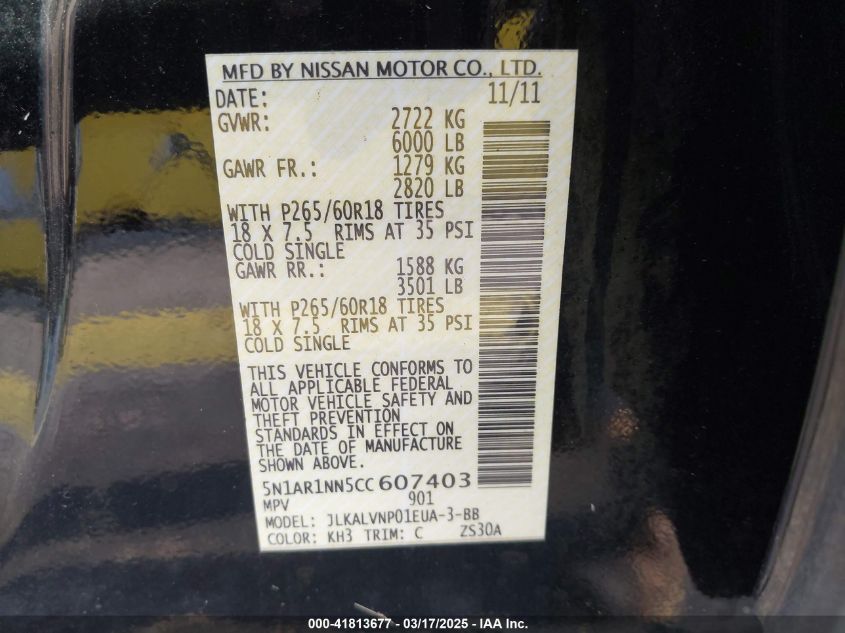 MFD BY NISSAN MOTOR CO., LTD.
DATE: 11/11
GVWR: 2722 KG
6000 LB
GAWR FR.: 1279 KG
2820 LB
WITH P265/60R18 TIRES
18 X 7.5 RIMS AT 35 PSI
COLD SINGLE
GAWR RR.: 1588 KG
3501 LB
WITH P265/60R18 TIRES
18 X 7.5 RIMS AT 35 PSI
COLD SINGLE
THIS VEHICLE CONFORMS TO
ALL APPLICABLE FEDERAL
MOTOR VEHICLE SAFETY AND
THEFT PREVENTION
STANDARDS IN EFFECT ON
THE DATE OF MANUFACTURE
SHOWN ABOVE.
5N1AR1NN5CC607403
MPV 901
MODEL: JLKALVNP01EUA-3-BB
COLOR: KH3 TRIM: C ZS30A
000-41813677 — 03/17/2025 — IAA Inc.